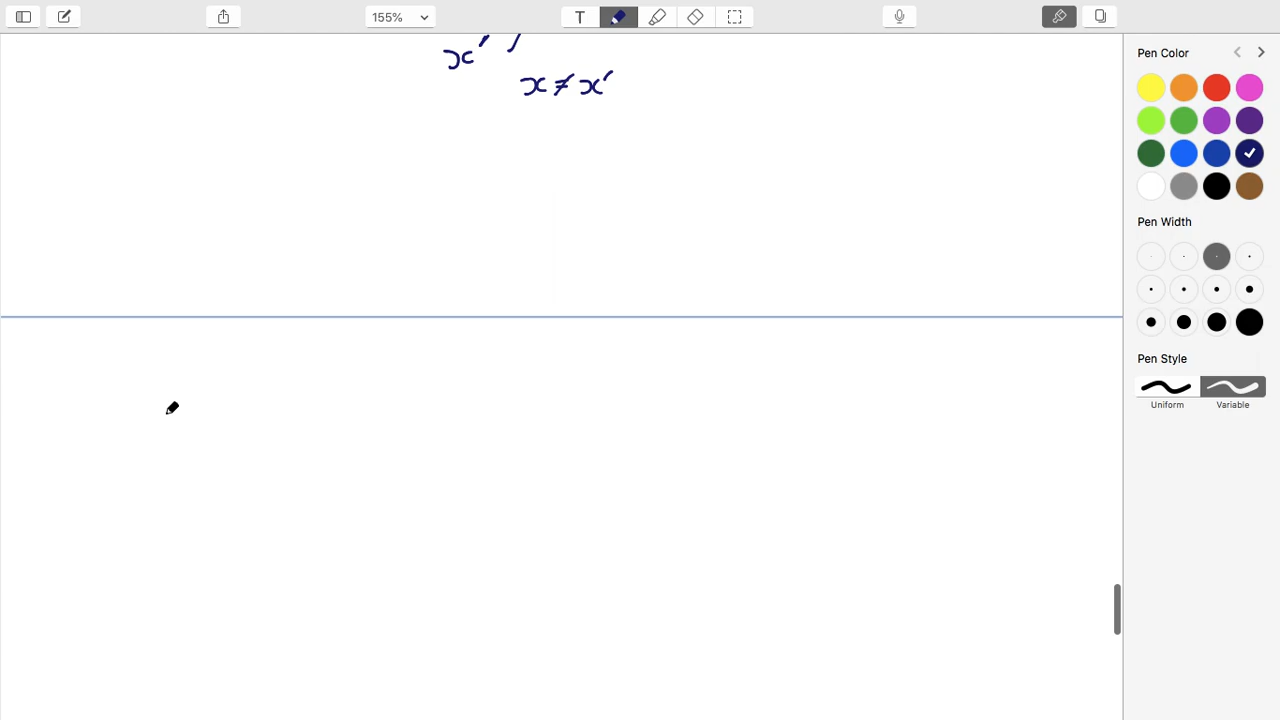 155%
T
x′
x ≠ x′
Pen Color
Pen Width
Pen Style
Uniform Variable